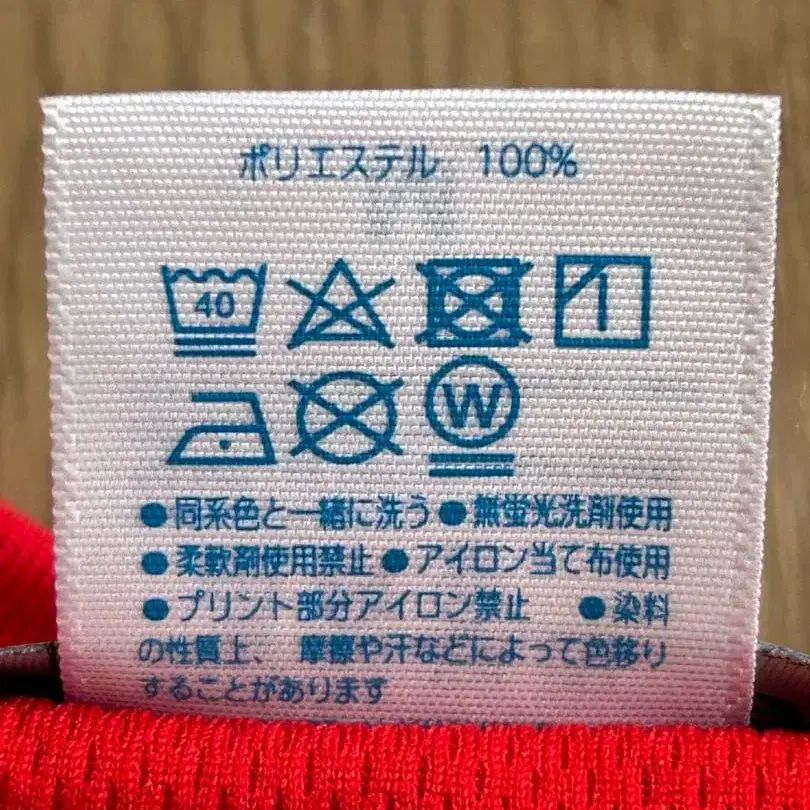 ポリエステル 100%
40
W
●同系色と一緒に洗う●無蛍光洗剤使用
●柔軟剤使用禁止●アイロン当て布使用
●プリント部分アイロン禁止 ●染料
の性質上、 摩擦や汗などによって色移り
することがあります